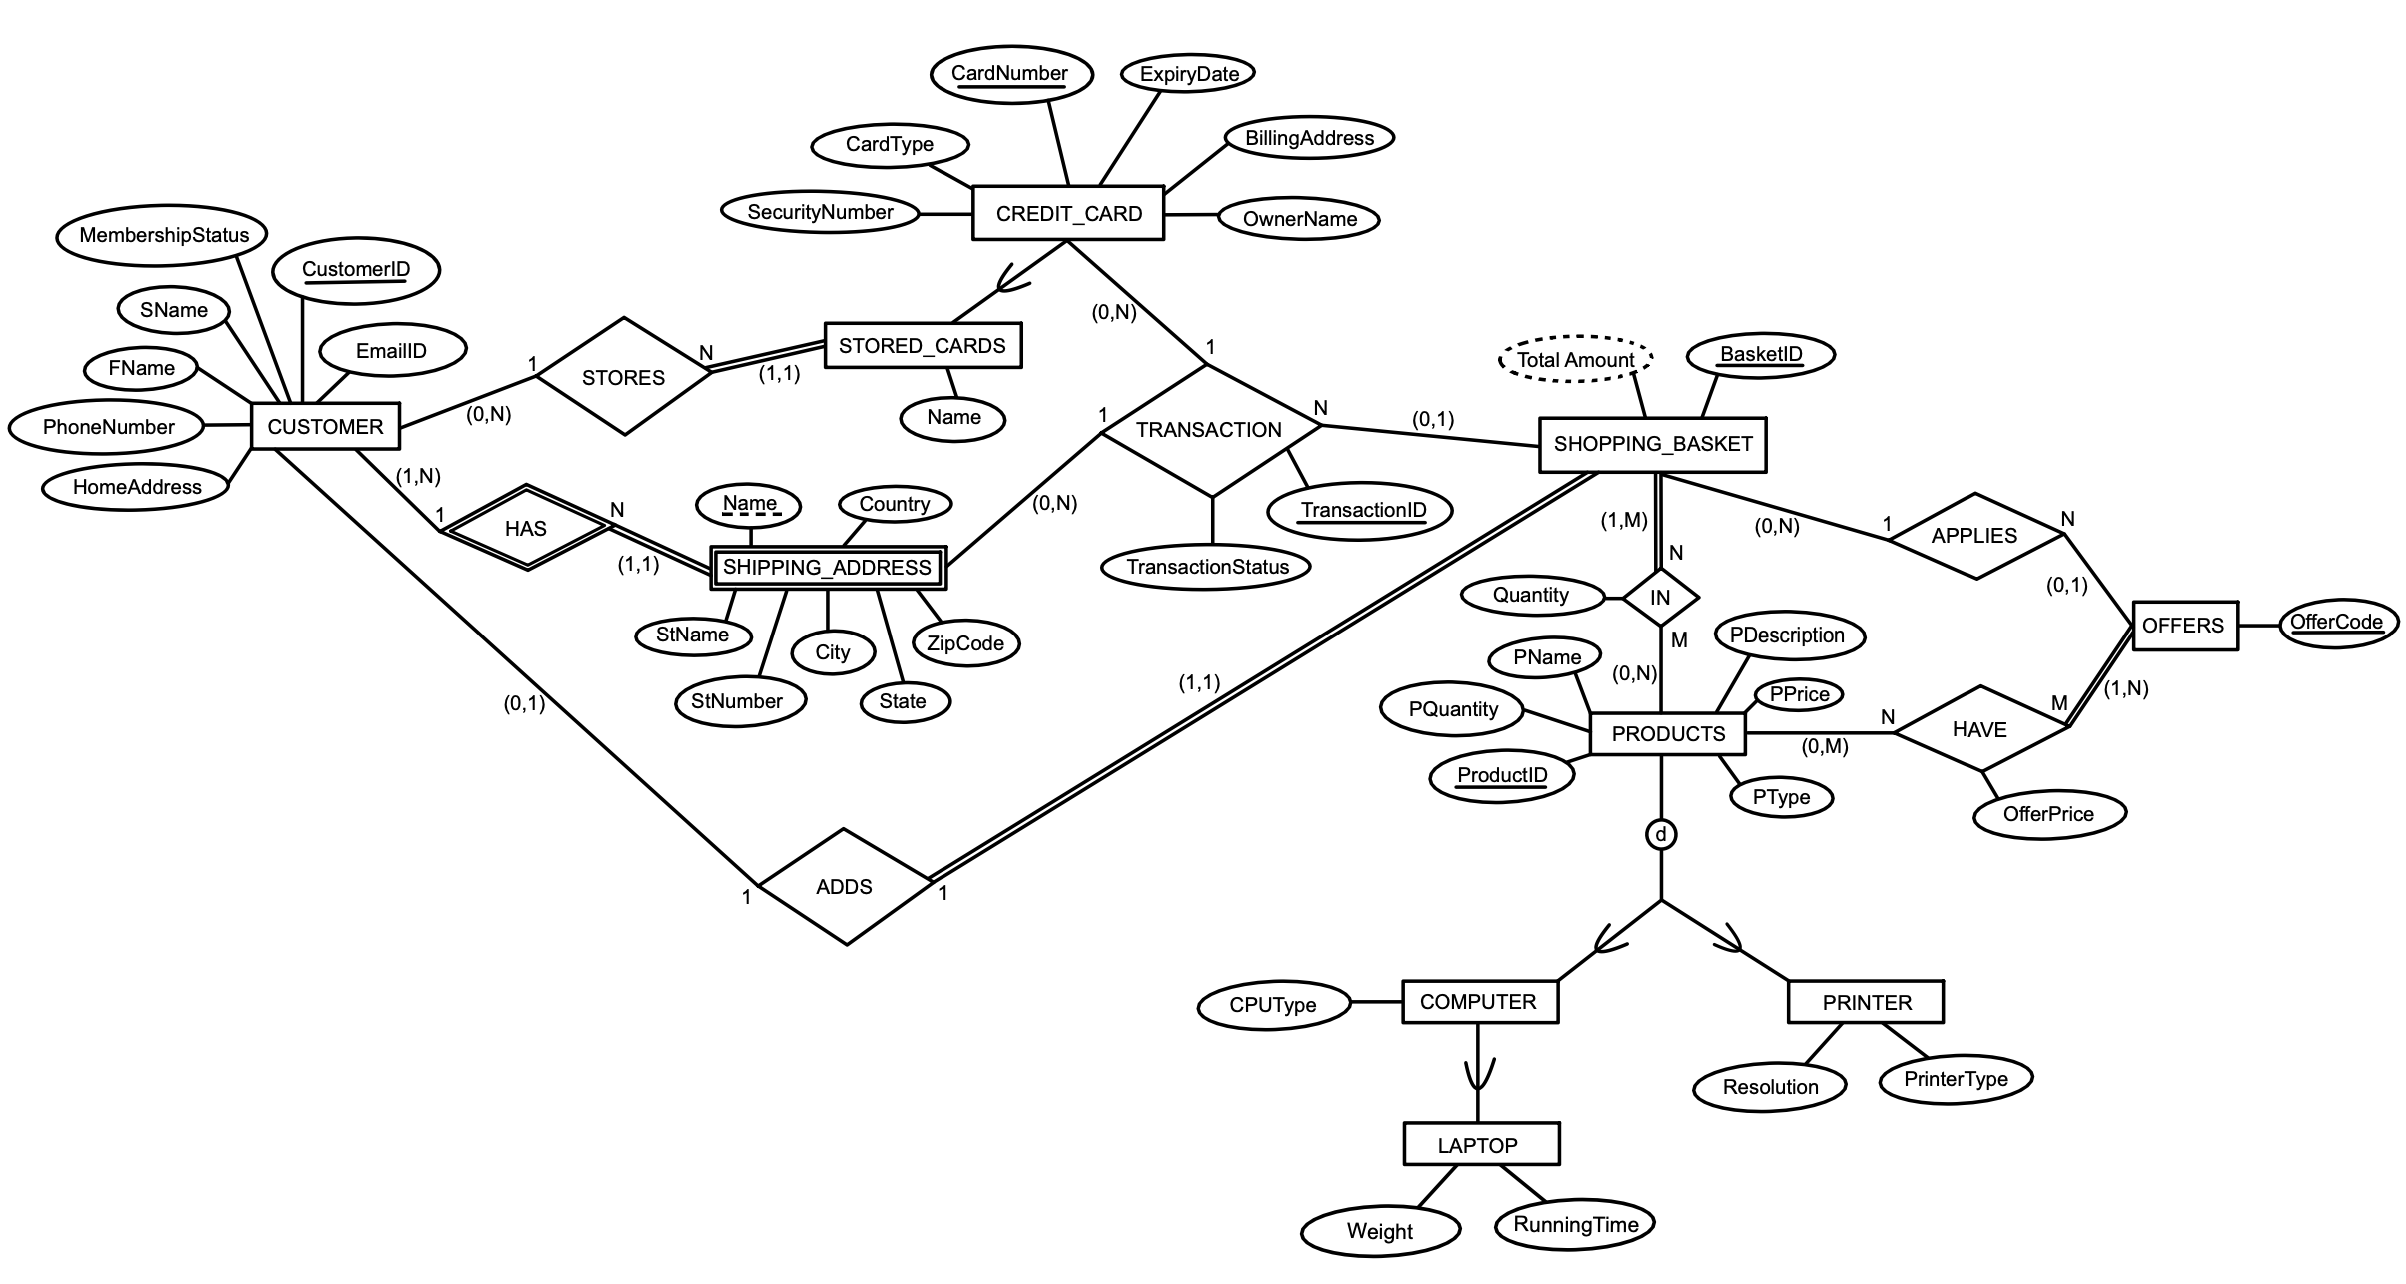 CardNumber
ExpiryDate
CardType
BillingAddress
SecurityNumber
CREDIT_CARD
OwnerName
MembershipStatus
CustomerID
SName
EmailID
FName
PhoneNumber
CUSTOMER
HomeAddress
(0,N)
1
STORES
N
(1,1)
STORED_CARDS
Name
(0,N)
1
1
TRANSACTION
N
(0,1)
Total Amount
BasketID
SHOPPING_BASKET
(1,N)
1
HAS
N
(1,1)
Name
Country
SHIPPING_ADDRESS
(0,N)
TransactionID
TransactionStatus
StName
StNumber
City
State
ZipCode
(1,M)
N
Quantity
IN
M
(0,N)
(0,N)
1
APPLIES
N
(0,1)
OFFERS
OfferCode
(1,N)
M
HAVE
N
(0,M)
OfferPrice
PDescription
PName
PPrice
PQuantity
PRODUCTS
ProductID
PType
(0,1)
(1,1)
1
ADDS
1
d
CPUType
COMPUTER
PRINTER
Resolution
PrinterType
LAPTOP
Weight
RunningTime